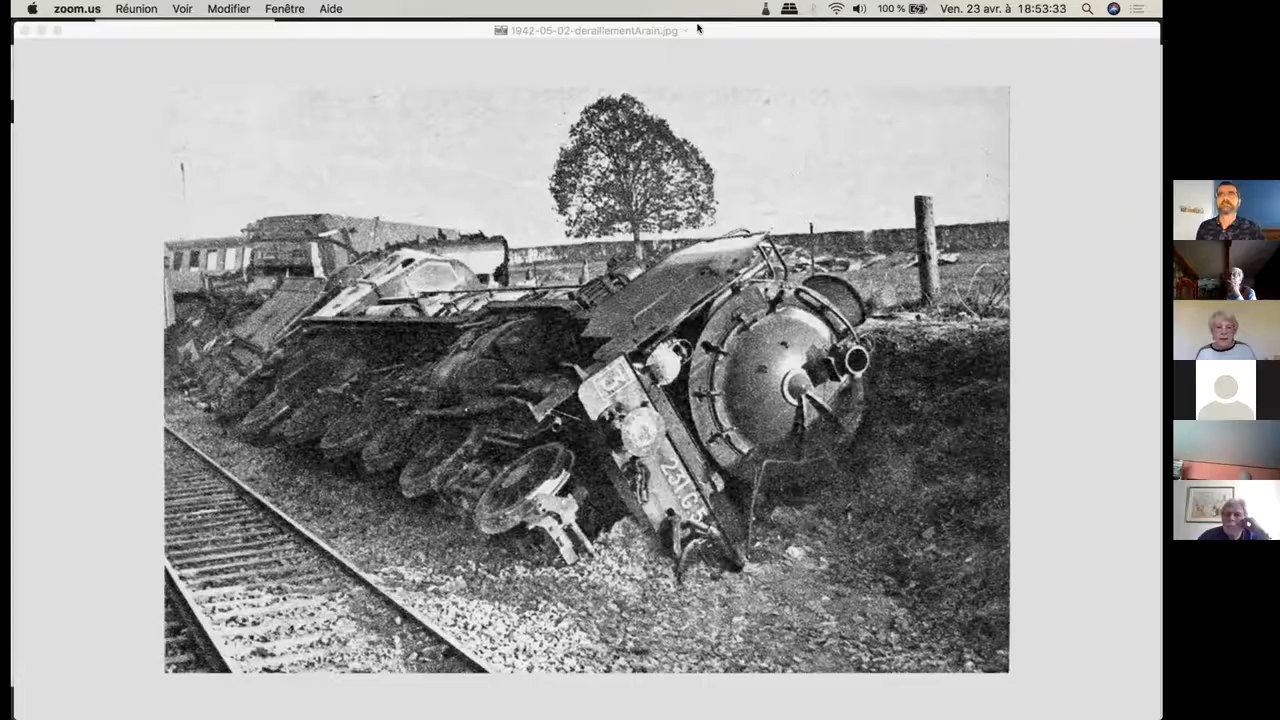 zoom.us Réunion Voir Modifier Fenêtre Aide 100 % Ven. 23 avr. à 18:53:33
1942-05-02-deraillementArain.jpg
231 G